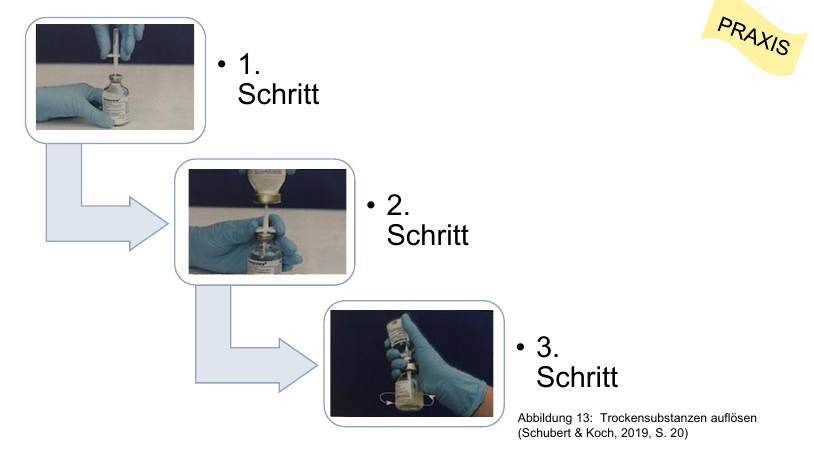 PRAXIS
• 1.
Schritt
• 2.
Schritt
• 3.
Schritt
Abbildung 13: Trockensubstanzen auflösen
(Schubert & Koch, 2019, S. 20)